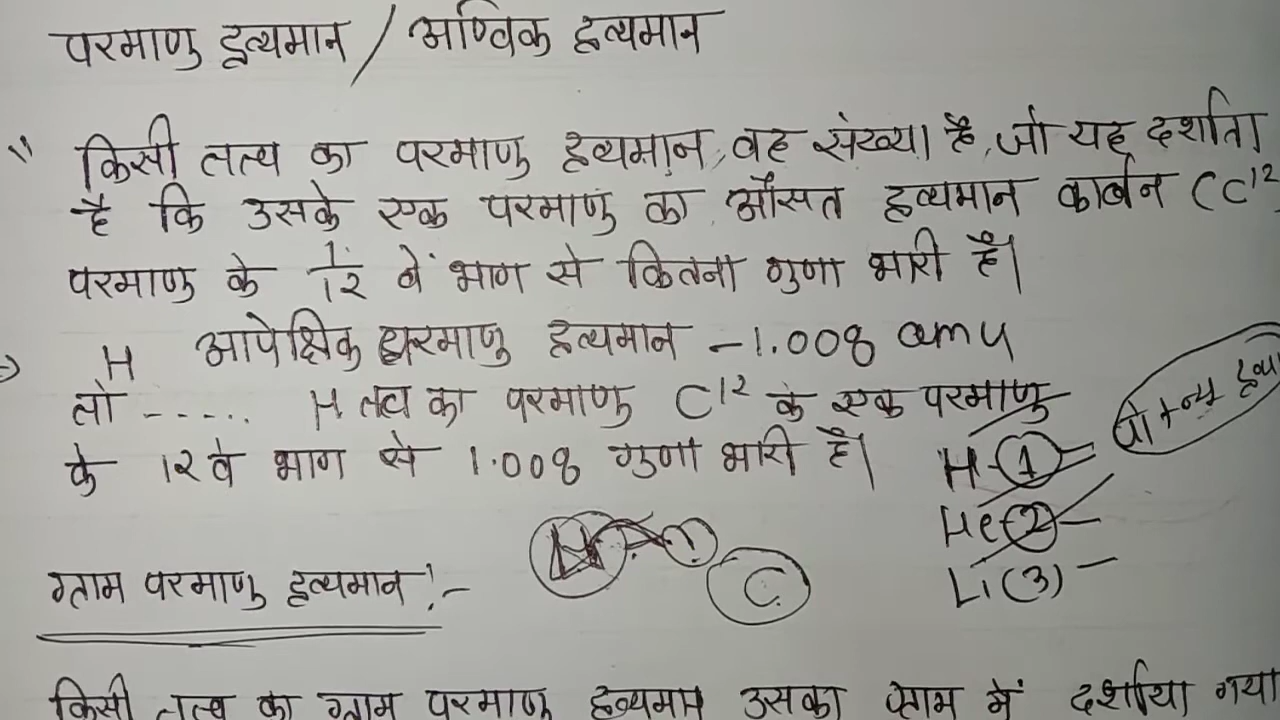 परमाणु द्रव्यमान / आण्विक द्रव्यमान
" किसी तत्व का परमाणु द्रव्यमान, वह संख्या है, जो यह दर्शाता
है कि उसके एक परमाणु का औसत द्रव्यमान कार्बन (C¹²
परमाणु के 1/12 वें भाग से कितना गुणा भारी है।
H आपेक्षिक परमाणु द्रव्यमान - 1.008 amu
तो ------ H तत्व का परमाणु C¹² के एक परमाणु
के 12 वे भाग से 1.008 गुणा भारी है।
H-(1)
He-(2)-
Li(3)-
C
ग्राम परमाणु द्रव्यमान :-
किसी तत्व का ग्राम परमाणु द्रव्यमान उसका ग्राम में दर्शाया गया